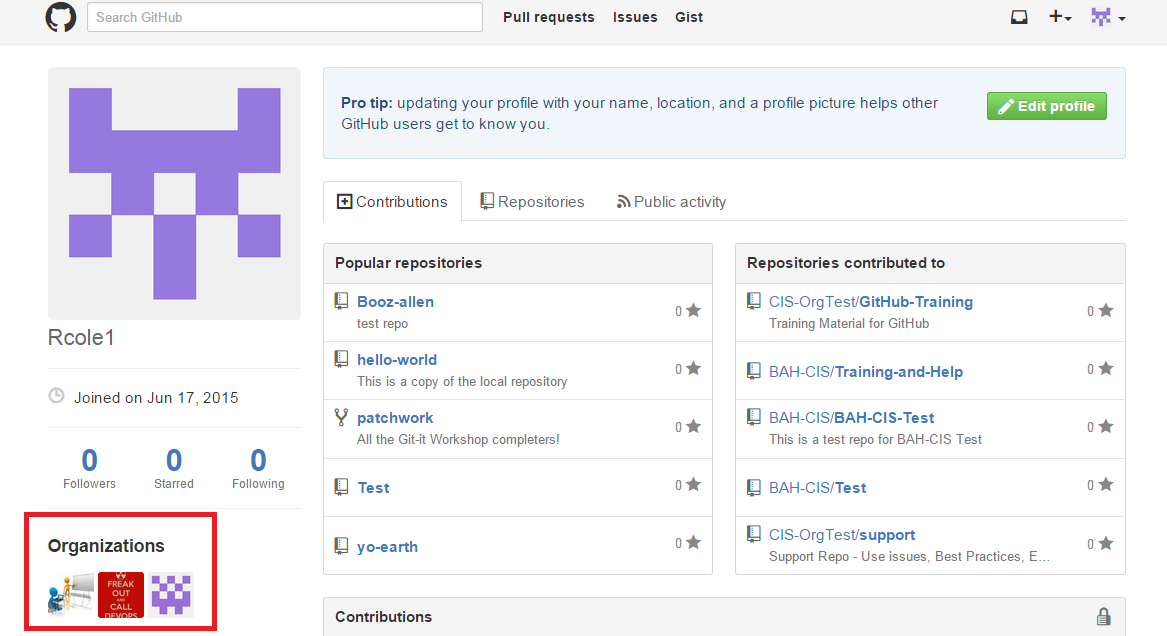 Search GitHub
Pull requests
Issues
Gist
Rcole1
Joined on Jun 17, 2015
0
Followers
0
Starred
0
Following
Organizations
FREAK
OUT
AND
CALL
DEVOPS
Pro tip: updating your profile with your name, location, and a profile picture helps other
GitHub users get to know you.
Edit profile
Contributions
Repositories
Public activity
Popular repositories
Booz-allen
test repo
0
hello-world
This is a copy of the local repository
0
patchwork
All the Git-it Workshop completers!
0
Test
0
yo-earth
0
Repositories contributed to
CIS-OrgTest/GitHub-Training
Training Material for GitHub
0
BAH-CIS/Training-and-Help
0
BAH-CIS/BAH-CIS-Test
This is a test repo for BAH-CIS Test
0
BAH-CIS/Test
0
CIS-OrgTest/support
Support Repo - Use issues, Best Practices, E…
0
Contributions